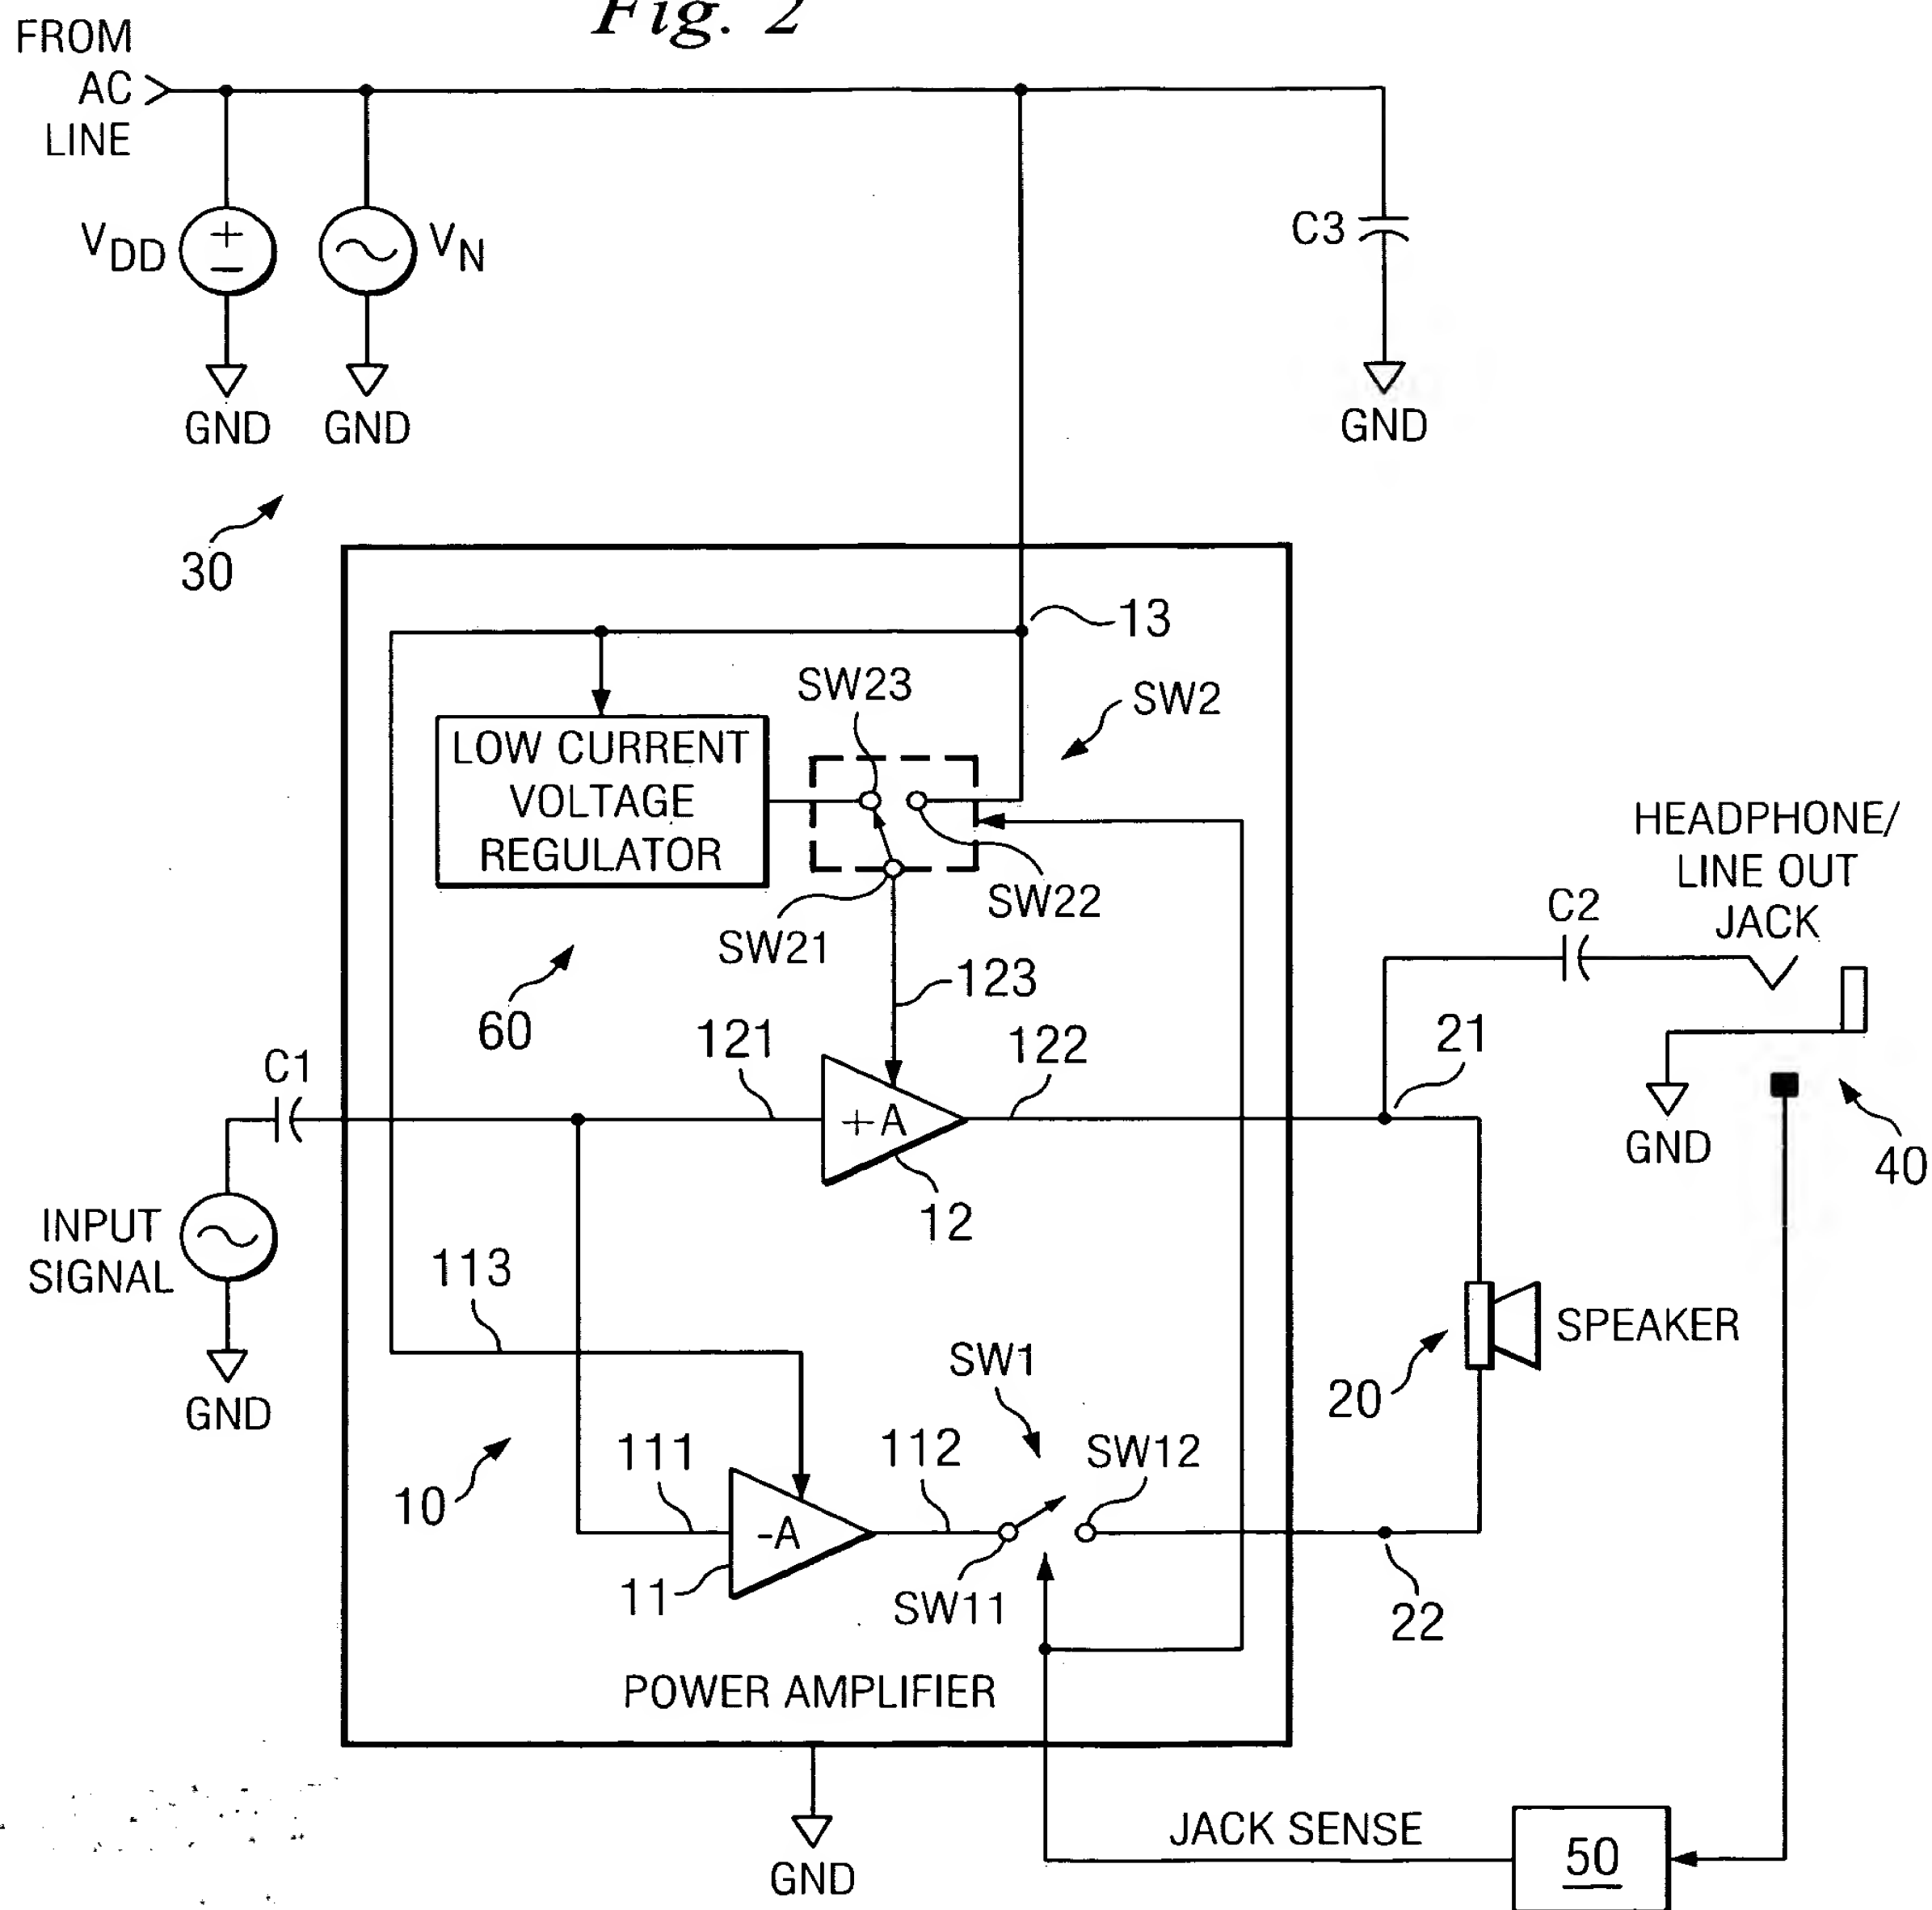 Fig. 2
FROM
AC
LINE
VDD
VN
C3
GND
GND
GND
30
13
SW23
SW2
LOW CURRENT
VOLTAGE
REGULATOR
SW22
SW21
HEADPHONE/
LINE OUT
JACK
C2
123
60
121
122
21
C1
+A
GND
40
12
INPUT
SIGNAL
113
SPEAKER
SW1
20
GND
111
112
SW12
10
-A
11
SW11
22
POWER AMPLIFIER
JACK SENSE
50
GND